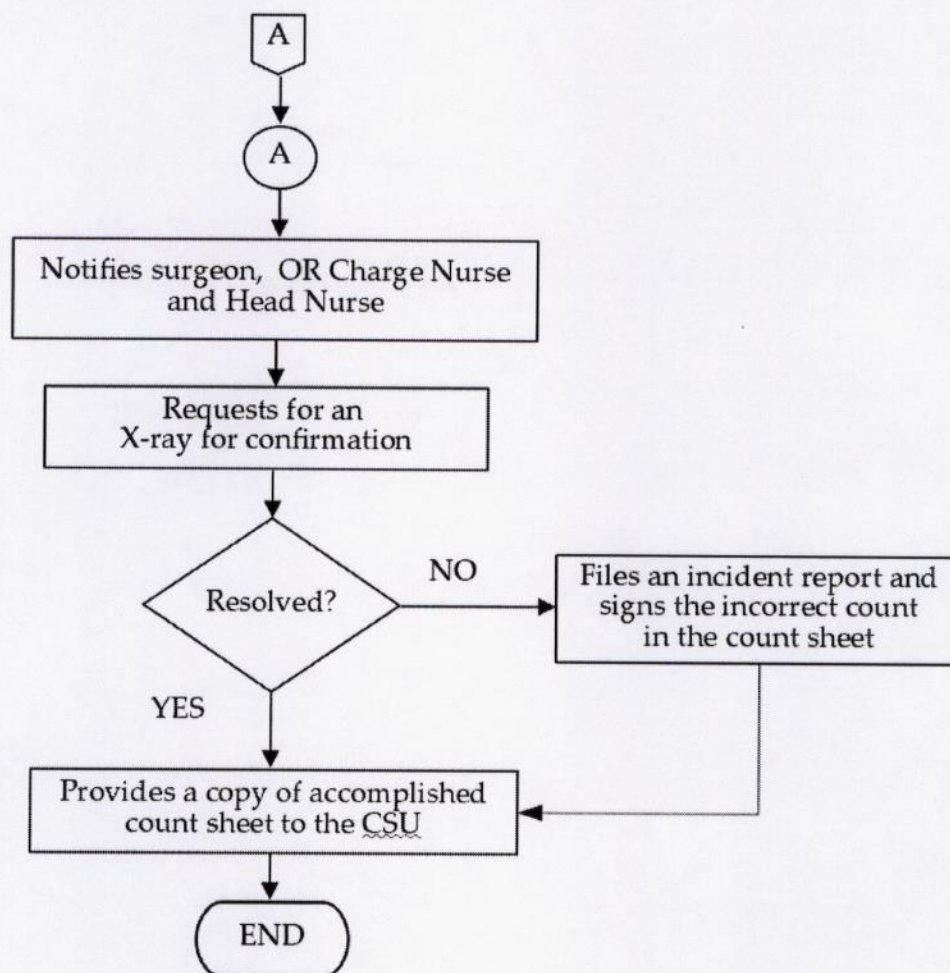 A
A
Notifies surgeon, OR Charge Nurse
and Head Nurse
Requests for an
X-ray for confirmation
Resolved?
NO
Files an incident report and
signs the incorrect count
in the count sheet
YES
Provides a copy of accomplished
count sheet to the CSU
END